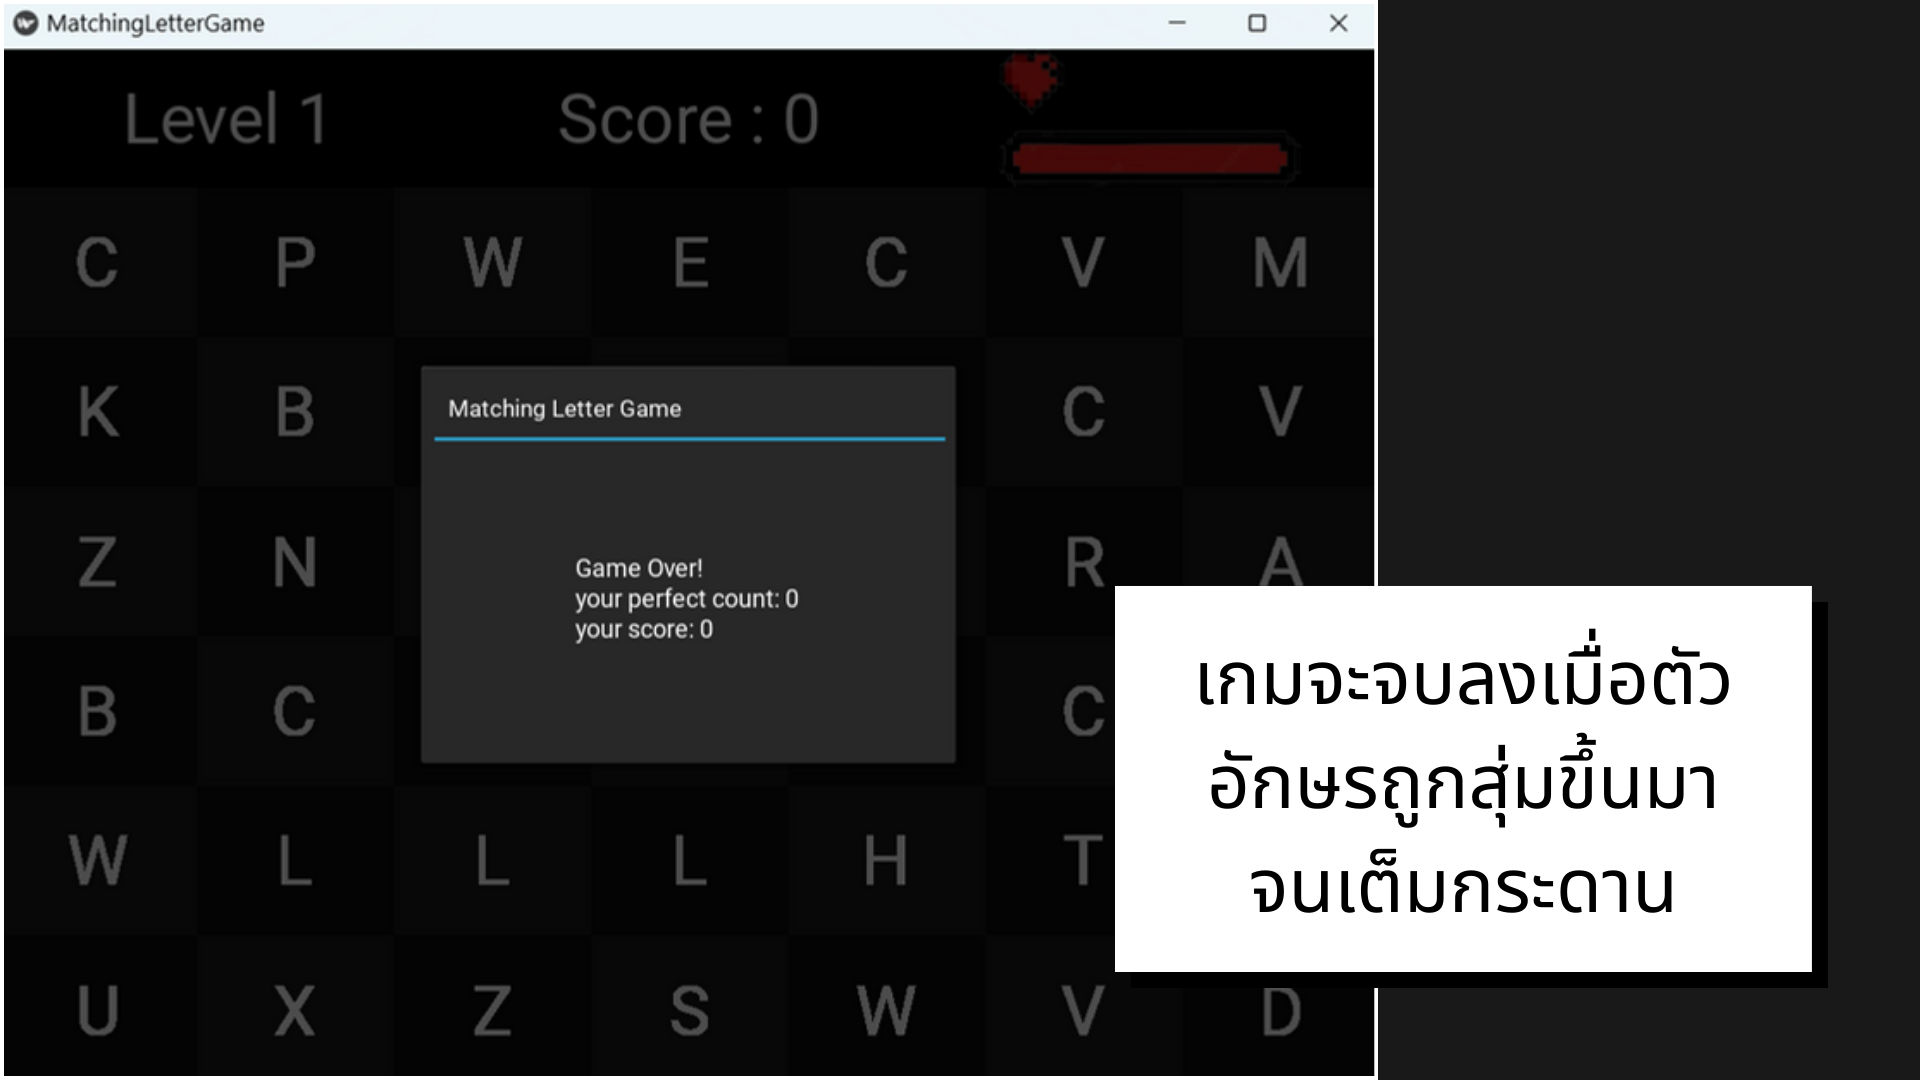 MatchingLetterGame
Level 1 Score : 0
C P W E C V M
K B C V
Z N R A
B C C
W L L L H T
U X Z S W V D
Matching Letter Game
Game Over!
your perfect count: 0
your score: 0
เกมจะจบลงเมื่อตัว
อักษรถูกสุ่มขึ้นมา
จนเต็มกระดาน